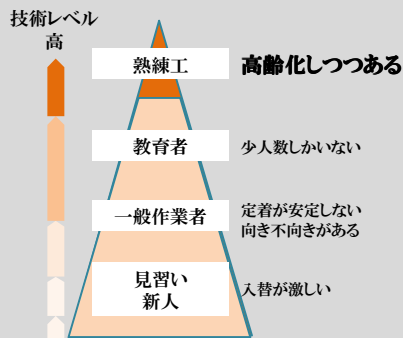 技術レベル
高
熟練工
高齢化しつつある
教育者
少人数しかいない
一般作業者
定着が安定しない
向き不向きがある
見習い
新人
入替が激しい